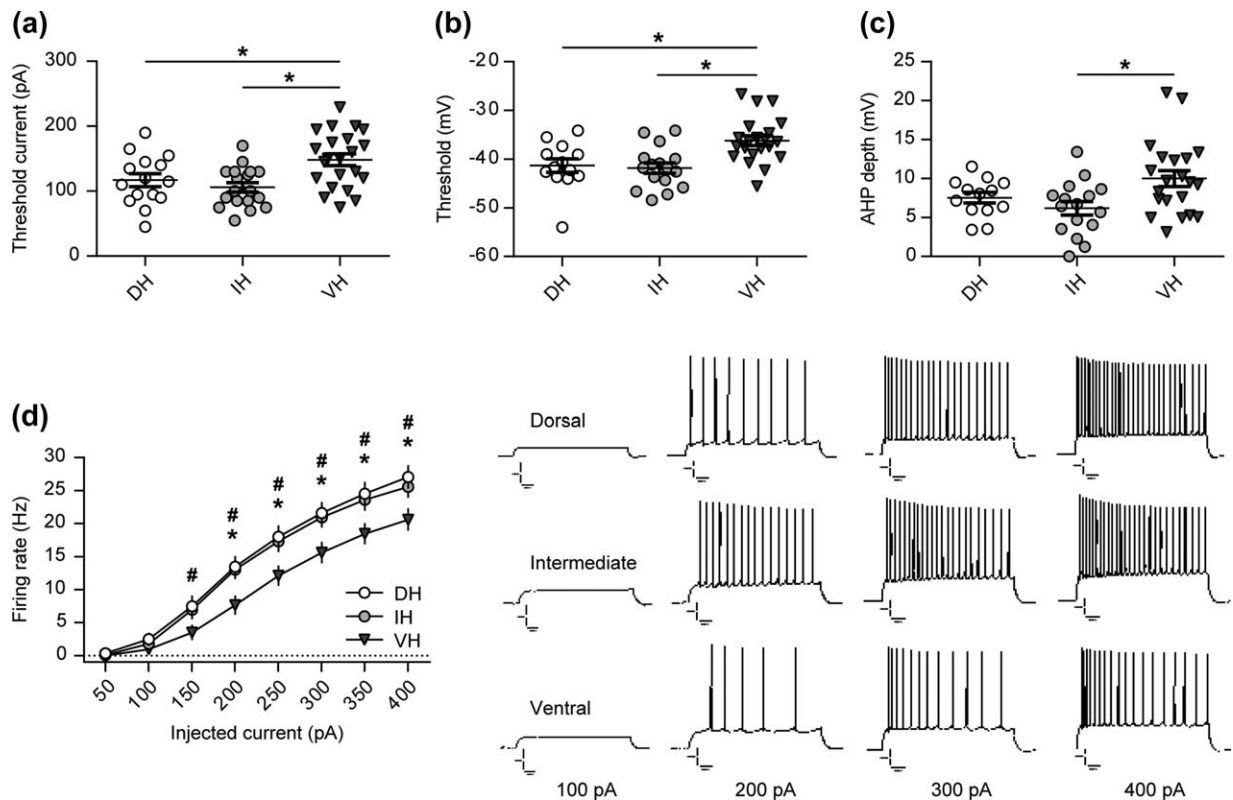 (a)
*
*
Threshold current (pA)
300
200
100
0
DH
IH
VH
(b)
*
*
Threshold (mV)
-20
-30
-40
-50
-60
DH
IH
VH
(c)
*
AHP depth (mV)
25
20
15
10
5
0
DH
IH
VH
(d)
# # # # # #
* * * * *
Firing rate (Hz)
30
25
20
15
10
5
0
DH
IH
VH
50 100 150 200 250 300 350 400
Injected current (pA)
Dorsal
Intermediate
Ventral
100 pA 200 pA 300 pA 400 pA